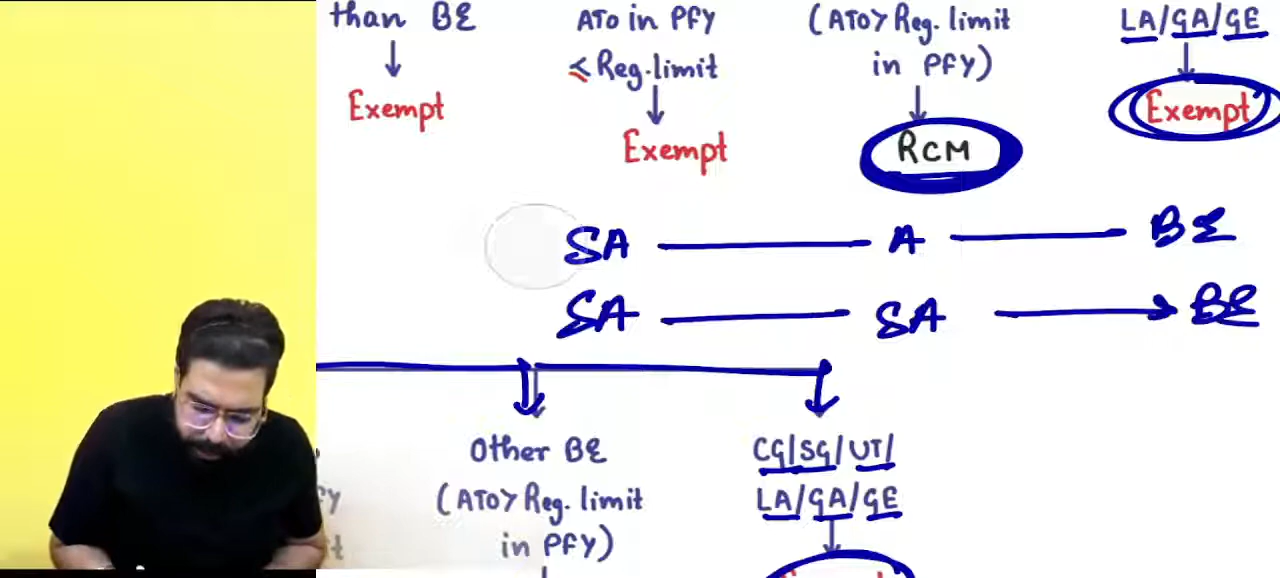 than BE
Exempt
ATO in PFY
≤ Reg.limit
Exempt
(ATO> Reg. limit
in PFY)
RCM
LA/GA/GE
Exempt
SA — A — BE
SA — SA → BE
Other BE
(ATO> Reg. limit
in PFY)
CG/SG/UT/
LA/GA/GE